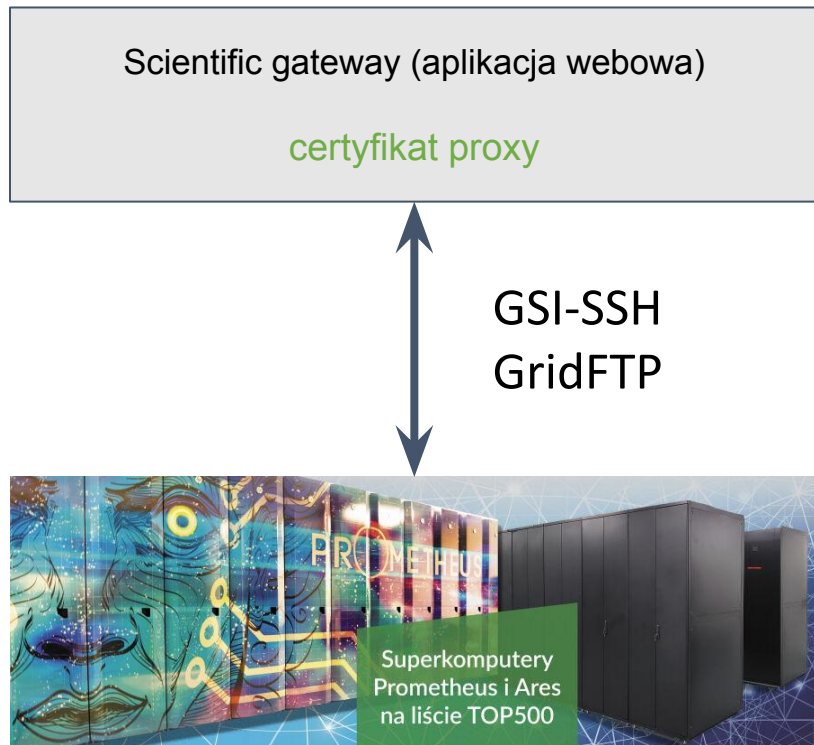 Scientific gateway (aplikacja webowa)
certyfikat proxy
GSI-SSH
GridFTP
PROMETHEUS
Superkomputery
Prometheus i Ares
na liście TOP500